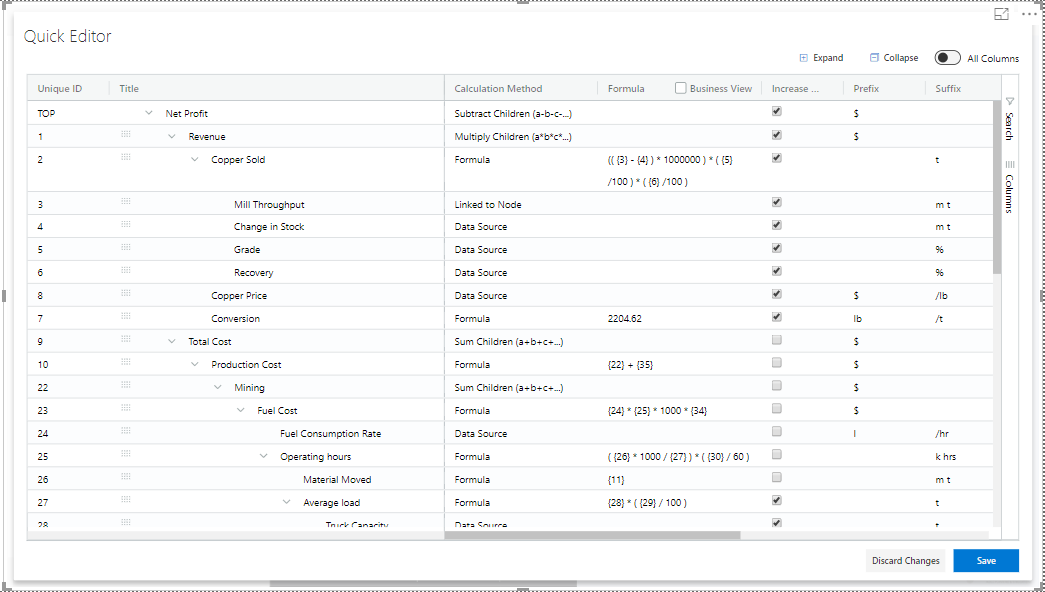 Quick Editor
Expand Collapse All Columns
Unique ID Title Calculation Method Formula Business View Increase ... Prefix Suffix
TOP Net Profit Subtract Children (a-b-c-...) $
1 Revenue Multiply Children (a*b*c*...) $
2 Copper Sold Formula (( {3} - {4} ) * 1000000 ) * ( {5} t
/100 ) * ( {6} /100 )
3 Mill Throughput Linked to Node m t
4 Change in Stock Data Source m t
5 Grade Data Source %
6 Recovery Data Source %
8 Copper Price Data Source $ /lb
7 Conversion Formula 2204.62 lb /t
9 Total Cost Sum Children (a+b+c+...) $
10 Production Cost Formula {22} + {35} $
22 Mining Sum Children (a+b+c+...) $
23 Fuel Cost Formula {24} * {25} * 1000 * {34} $
24 Fuel Consumption Rate Data Source l /hr
25 Operating hours Formula ( {26} * 1000 / {27} ) * ( {30} / 60 ) k hrs
26 Material Moved Formula {11} m t
27 Average load Formula {28} * ( {29} / 100 ) t
28 Truck Capacity Data Source t
Search
Columns
Discard Changes Save